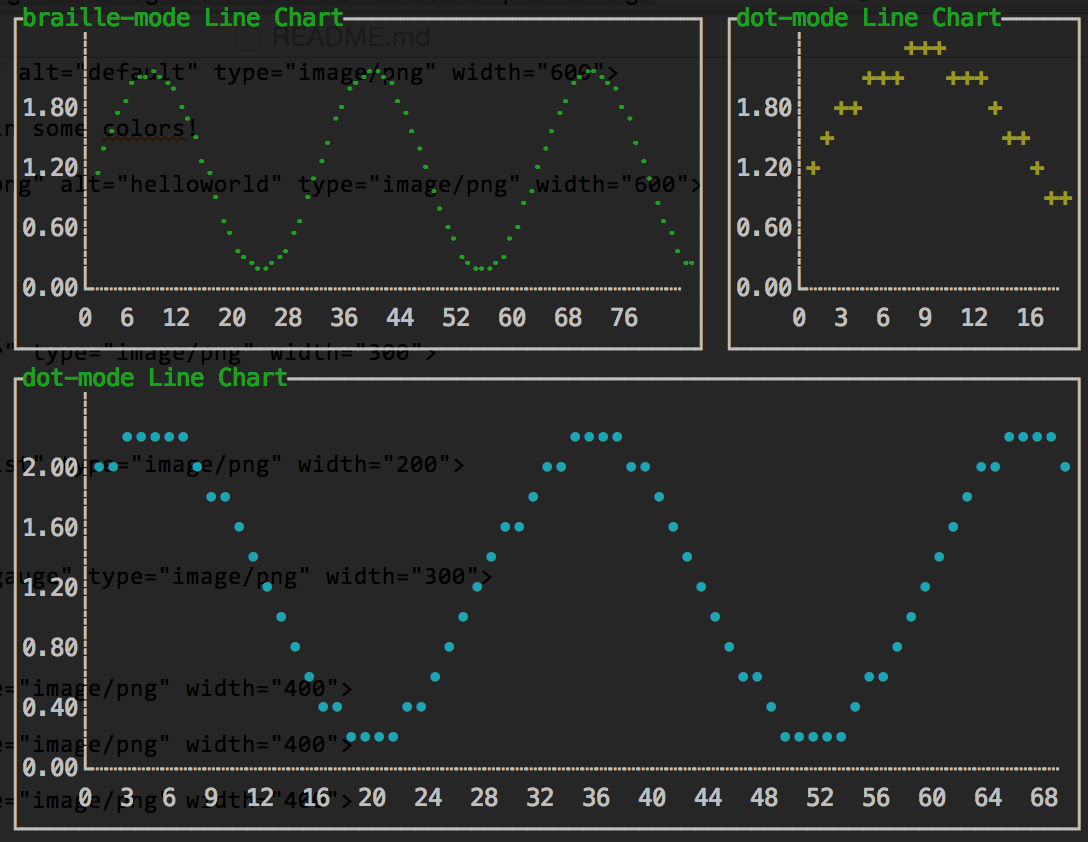 braille-mode Line Chart
README.md
alt="default" type="image/png" width="600">
1.80
some colors!
1.20
alt="helloworld" type="image/png" width="600">
0.60
0.00
0 6 12 20 28 36 44 52 60 68 76
dot-mode Line Chart
1.80
1.20
0.60
0.00
0 3 6 9 12 16
type="image/png" width="300">
dot-mode Line Chart
2.00
"image/png" width="200">
1.60
type="image/png" width="300">
1.20
0.80
"image/png" width="400">
0.40
"image/png" width="400">
0.00
"image/png" width="400">
0 3 6 9 12 16 20 24 28 32 36 40 44 48 52 56 60 64 68